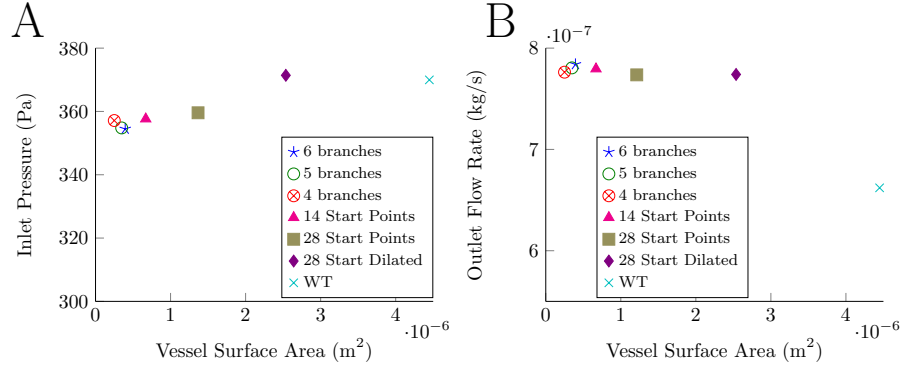 A
Inlet Pressure (Pa)
380
360
340
320
300
0
1
2
3
4
·10⁻⁶
Vessel Surface Area (m²)
6 branches
5 branches
4 branches
14 Start Points
28 Start Points
28 Start Dilated
WT
B
·10⁻⁷
Outlet Flow Rate (kg/s)
8
7
6
0
1
2
3
4
·10⁻⁶
Vessel Surface Area (m²)
6 branches
5 branches
4 branches
14 Start Points
28 Start Points
28 Start Dilated
WT